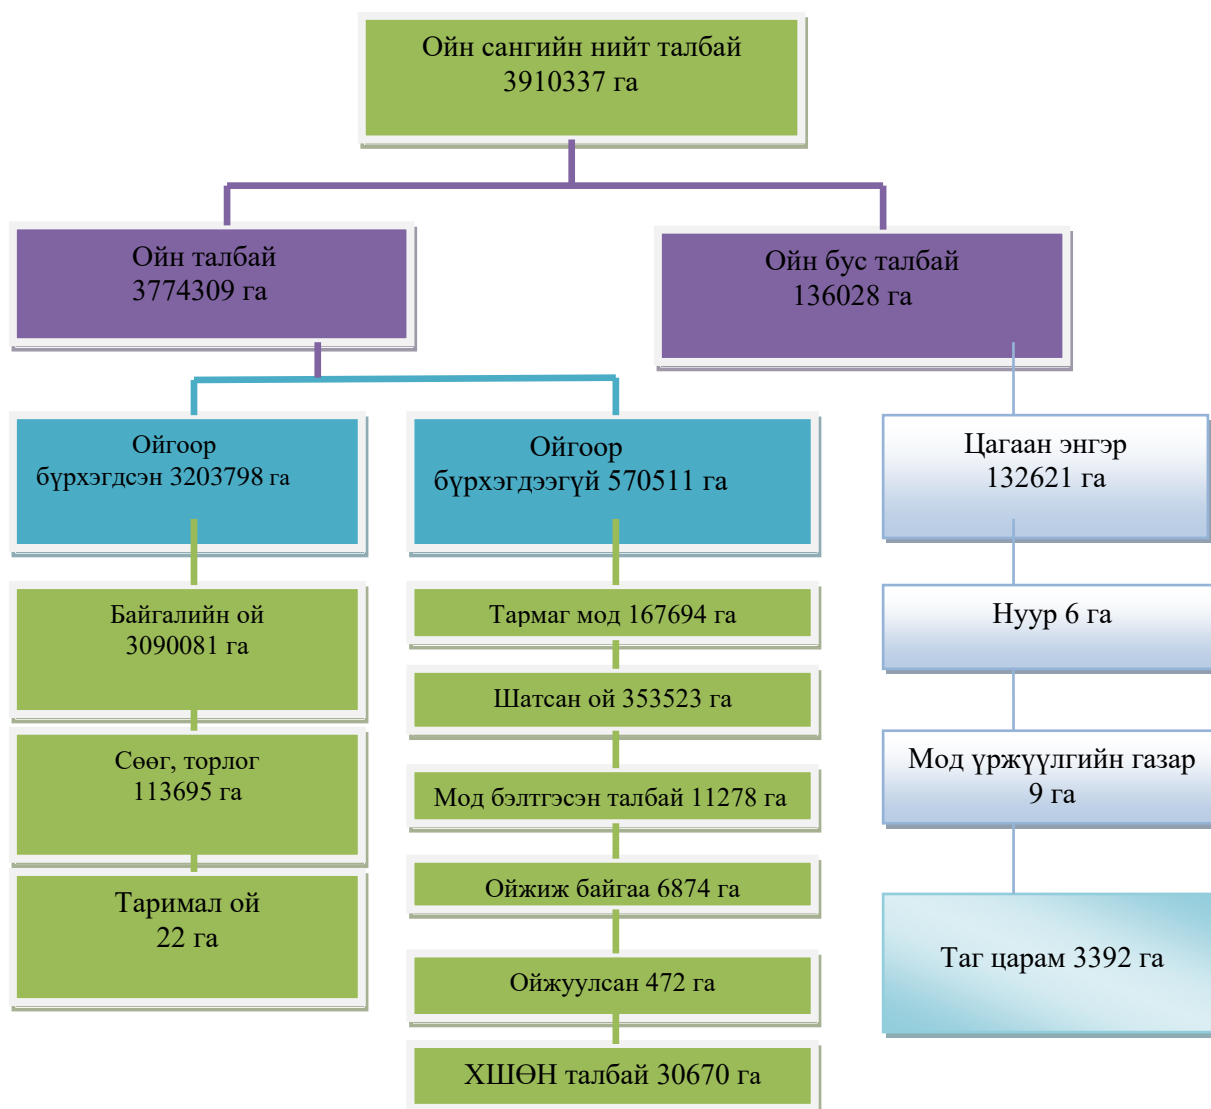 Ойн сангийн нийт талбай
3910337 га
Ойн талбай
3774309 га
Ойн бус талбай
136028 га
Ойгоор
бүрхэгдсэн 3203798 га
Ойгоор
бүрхэгдээгүй 570511 га
Цагаан энгэр
132621 га
Байгалийн ой
3090081 га
Сөөг, торлог
113695 га
Таримал ой
22 га
Тармаг мод 167694 га
Шатсан ой 353523 га
Мод бэлтгэсэн талбай 11278 га
Ойжиж байгаа 6874 га
Ойжуулсан 472 га
ХШӨН талбай 30670 га
Нуур 6 га
Мод үржүүлгийн газар
9 га
Таг царам 3392 га